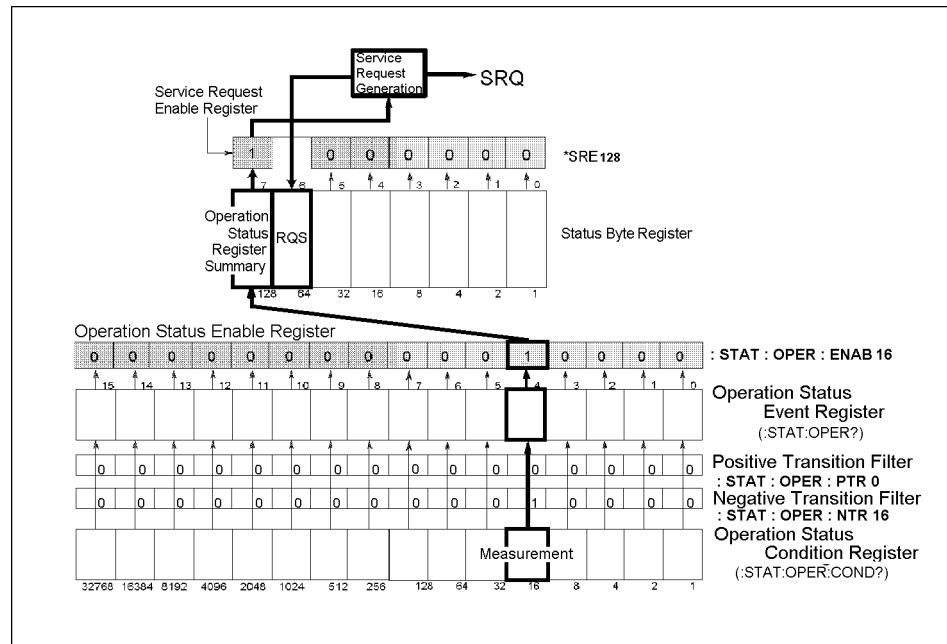 Service
Request
Generation
SRQ
Service Request
Enable Register
1 0 0 0 0 0 0
*SRE 128
7 6 5 4 3 2 1 0
Operation
Status
Register
Summary
RQS
Status Byte Register
128 64 32 16 8 4 2 1
Operation Status Enable Register
0 0 0 0 0 0 0 0 0 0 0 1 0 0 0 0
: STAT : OPER : ENAB 16
15 14 13 12 11 10 9 8 7 6 5 4 3 2 1 0
Operation Status
Event Register
(:STAT:OPER?)
0 0 0 0 0 0 0 0 0 0 0 0 0 0 0 0
Positive Transition Filter
: STAT : OPER : PTR 0
0 0 0 0 0 0 0 0 0 0 0 1 0 0 0 0
Negative Transition Filter
: STAT : OPER : NTR 16
Operation Status
Condition Register
(:STAT:OPER:COND?)
Measurement
32768 16384 8192 4096 2048 1024 512 256 128 64 32 16 8 4 2 1